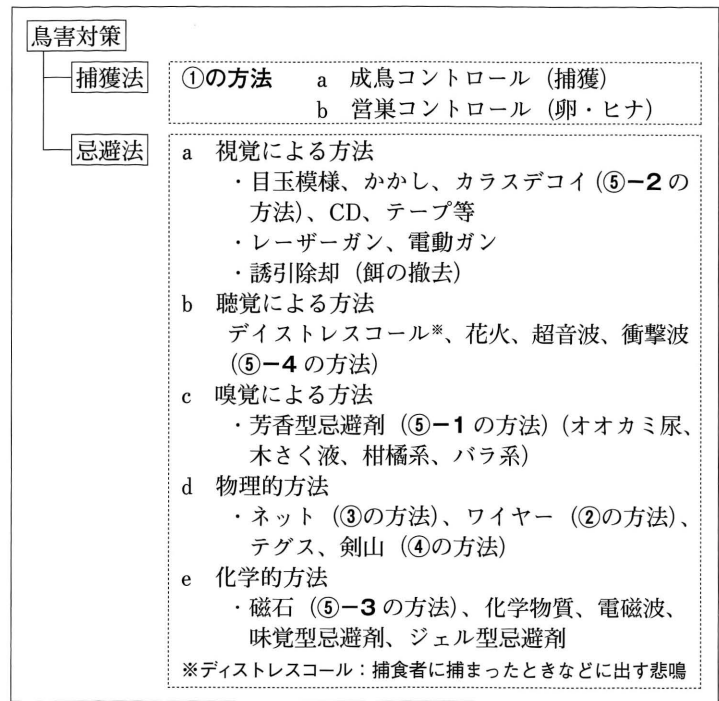 鳥害対策
捕獲法
①の方法 a 成鳥コントロール（捕獲）
b 営巣コントロール（卵・ヒナ）
忌避法
a 視覚による方法
・目玉模様、かかし、カラスデコイ（⑤－2の
方法）、CD、テープ等
・レーザーガン、電動ガン
・誘引除却（餌の撤去）
b 聴覚による方法
デイストレスコール※、花火、超音波、衝撃波
（⑤－4の方法）
c 嗅覚による方法
・芳香型忌避剤（⑤－1の方法）（オオカミ尿、
木さく液、柑橘系、バラ系）
d 物理的方法
・ネット（③の方法）、ワイヤー（②の方法）、
テグス、剣山（④の方法）
e 化学的方法
・磁石（⑤－3の方法）、化学物質、電磁波、
味覚型忌避剤、ジェル型忌避剤
※ディストレスコール：捕食者に捕まったときなどに出す悲鳴